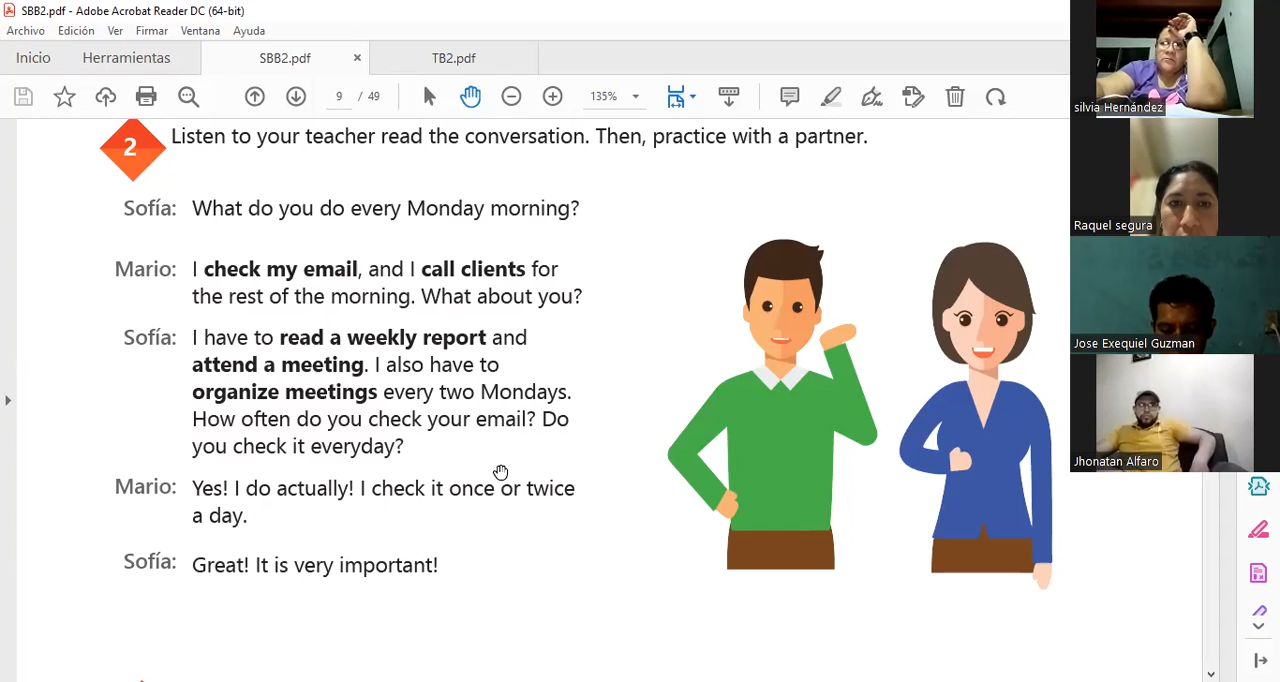 SBB2.pdf - Adobe Acrobat Reader DC (64-bit)
Archivo Edición Ver Firmar Ventana Ayuda
Inicio Herramientas SBB2.pdf × TB2.pdf
9 / 49 135%
2 Listen to your teacher read the conversation. Then, practice with a partner.
Sofía: What do you do every Monday morning?
Mario: I check my email, and I call clients for
the rest of the morning. What about you?
Sofía: I have to read a weekly report and
attend a meeting. I also have to
organize meetings every two Mondays.
How often do you check your email? Do
you check it everyday?
Mario: Yes! I do actually! I check it once or twice
a day.
Sofía: Great! It is very important!
silvia Hernández
Raquel segura
Jose Exequiel Guzman
Jhonatan Alfaro